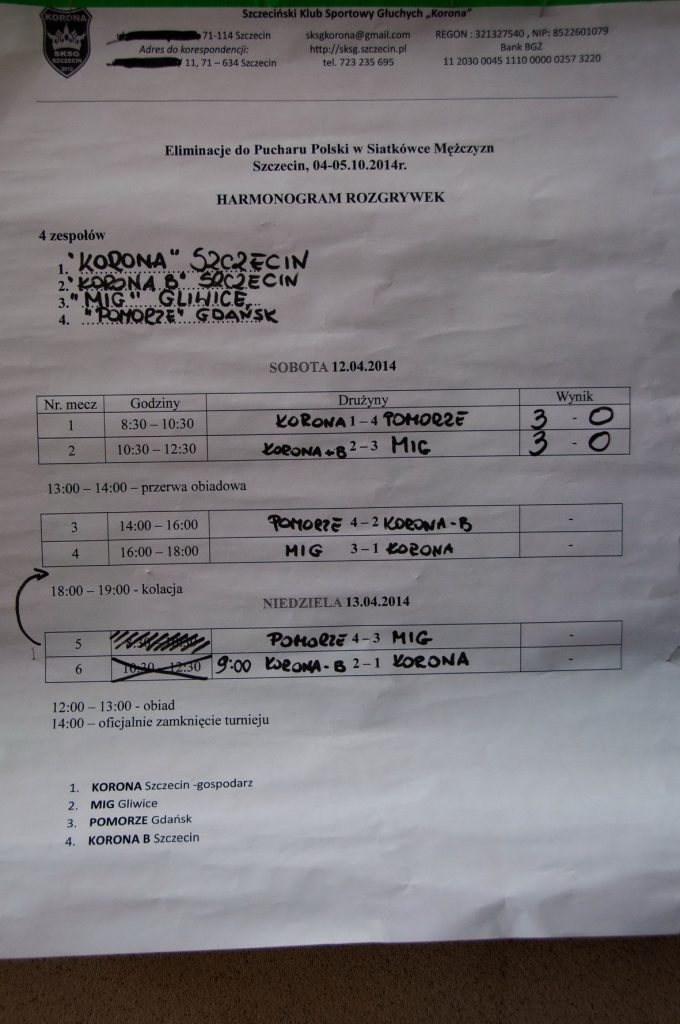 KORONA
SKSG
SZCZECIN
2012
Szczeciński Klub Sportowy Głuchych „Korona”
71-114 Szczecin
Adres do korespondencji:
11, 71 – 634 Szczecin
sksgkorona@gmail.com
http://sksg.szczecin.pl
tel. 723 235 695
REGON : 321327540 , NIP: 8522601079
Bank BGŻ
11 2030 0045 1110 0000 0257 3220
Eliminacje do Pucharu Polski w Siatkówce Mężczyzn
Szczecin, 04-05.10.2014r.
HARMONOGRAM ROZGRYWEK
4 zespołów
1. "KORONA" SZCZECIN
2. "KORONA B" SZCZECIN
3. "MIG" GLIWICE
4. "POMORZE" GDAŃSK
SOBOTA 12.04.2014
Nr. mecz Godziny Drużyny Wynik
1 8:30 – 10:30 KORONA 1 – 4 POMORZE 3 - 0
2 10:30 – 12:30 KORONA-B 2 – 3 MIG 3 - 0
13:00 – 14:00 – przerwa obiadowa
3 14:00 – 16:00 POMORZE 4 – 2 KORONA-B -
4 16:00 – 18:00 MIG 3 – 1 KORONA -
18:00 – 19:00 - kolacja
NIEDZIELA 13.04.2014
5 POMORZE 4 – 3 MIG -
6 10:30 – 12:30 9:00 KORONA-B 2 – 1 KORONA -
12:00 – 13:00 - obiad
14:00 – oficjalnie zamknięcie turnieju
1. KORONA Szczecin -gospodarz
2. MIG Gliwice
3. POMORZE Gdańsk
4. KORONA B Szczecin